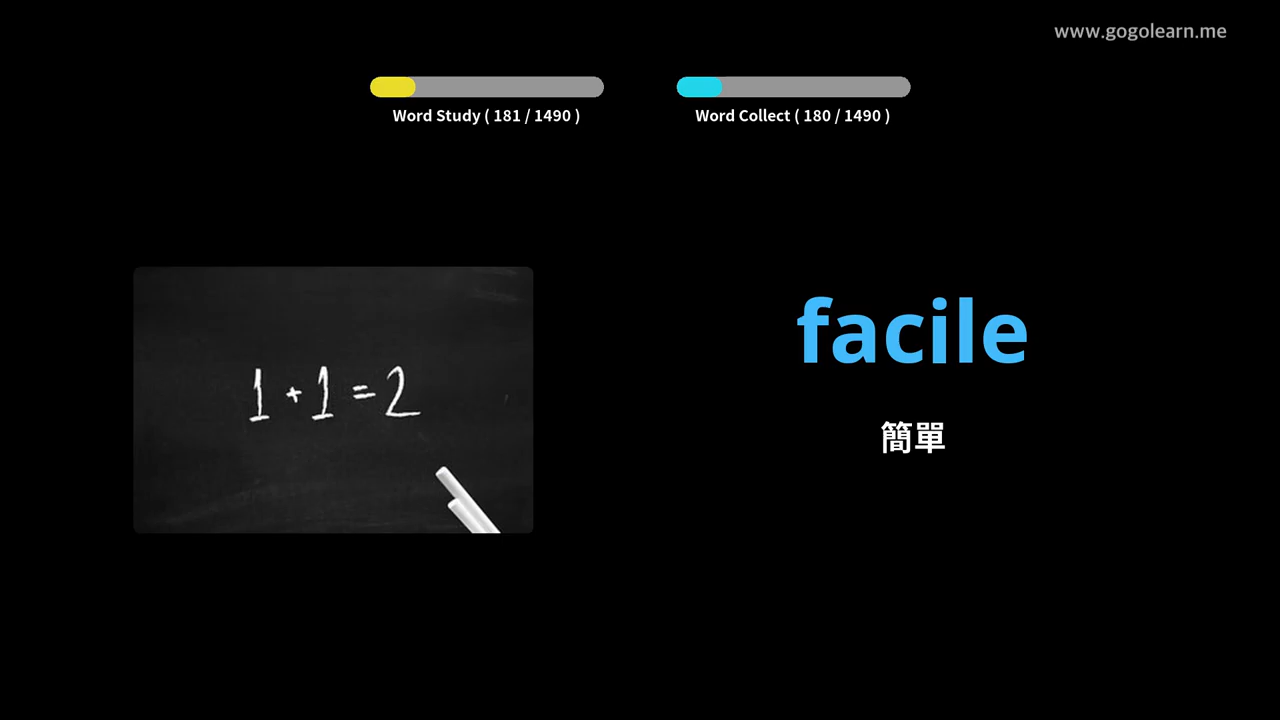 www.gogolearn.me
Word Study ( 181 / 1490 )
Word Collect ( 180 / 1490 )
1 + 1 = 2
facile
簡單